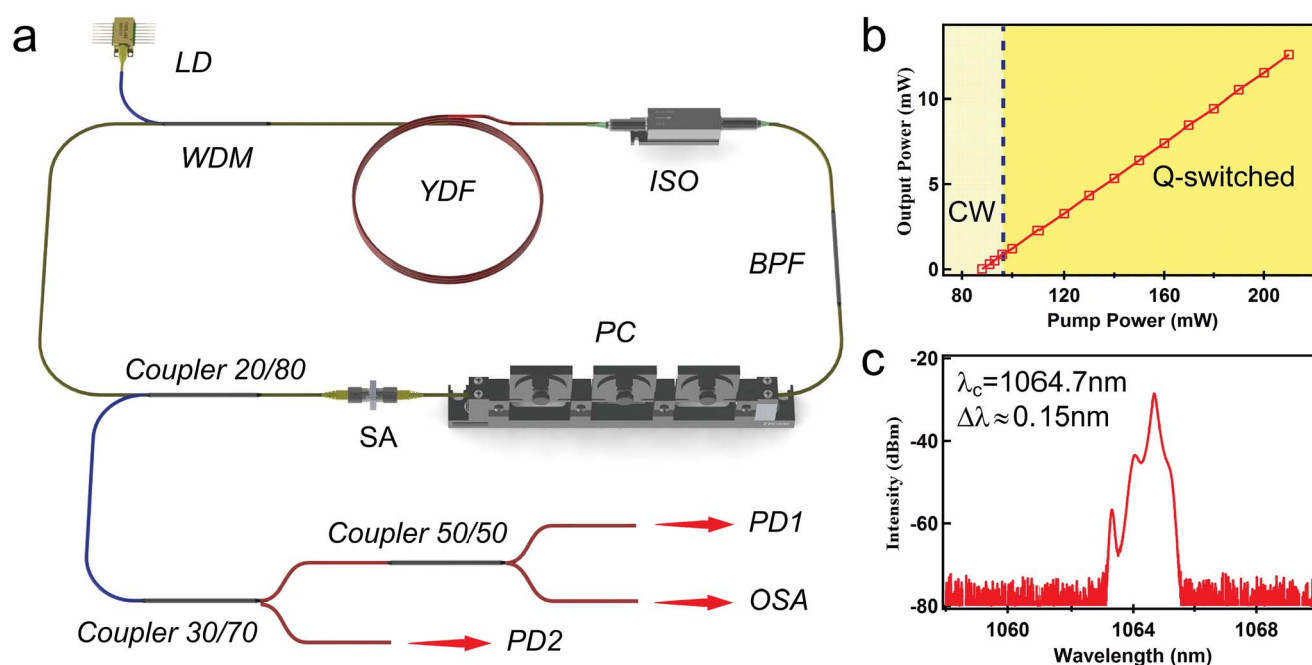 a
LD
WDM
YDF
ISO
BPF
PC
Coupler 20/80
SA
Coupler 50/50
PD1
OSA
Coupler 30/70
PD2
b
Output Power (mW)
10
5
0
CW
Q-switched
80 120 160 200
Pump Power (mW)
c
Intensity (dBm)
-20
-40
-60
-80
λc=1064.7nm
Δλ≈0.15nm
1060 1064 1068
Wavelength (nm)